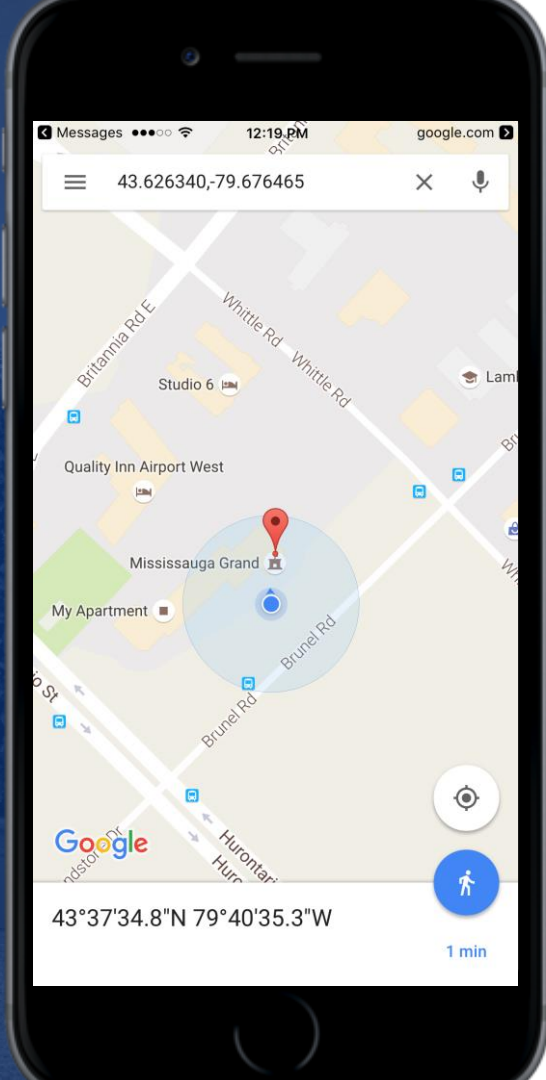 Messages 12:19 PM google.com
43.626340,-79.676465
Britannia Rd E
Whittle Rd
Whittle Rd
Studio 6
Quality Inn Airport West
Mississauga Grand
My Apartment
Brunel Rd
Brunel Rd
Google
43°37'34.8"N 79°40'35.3"W
1 min